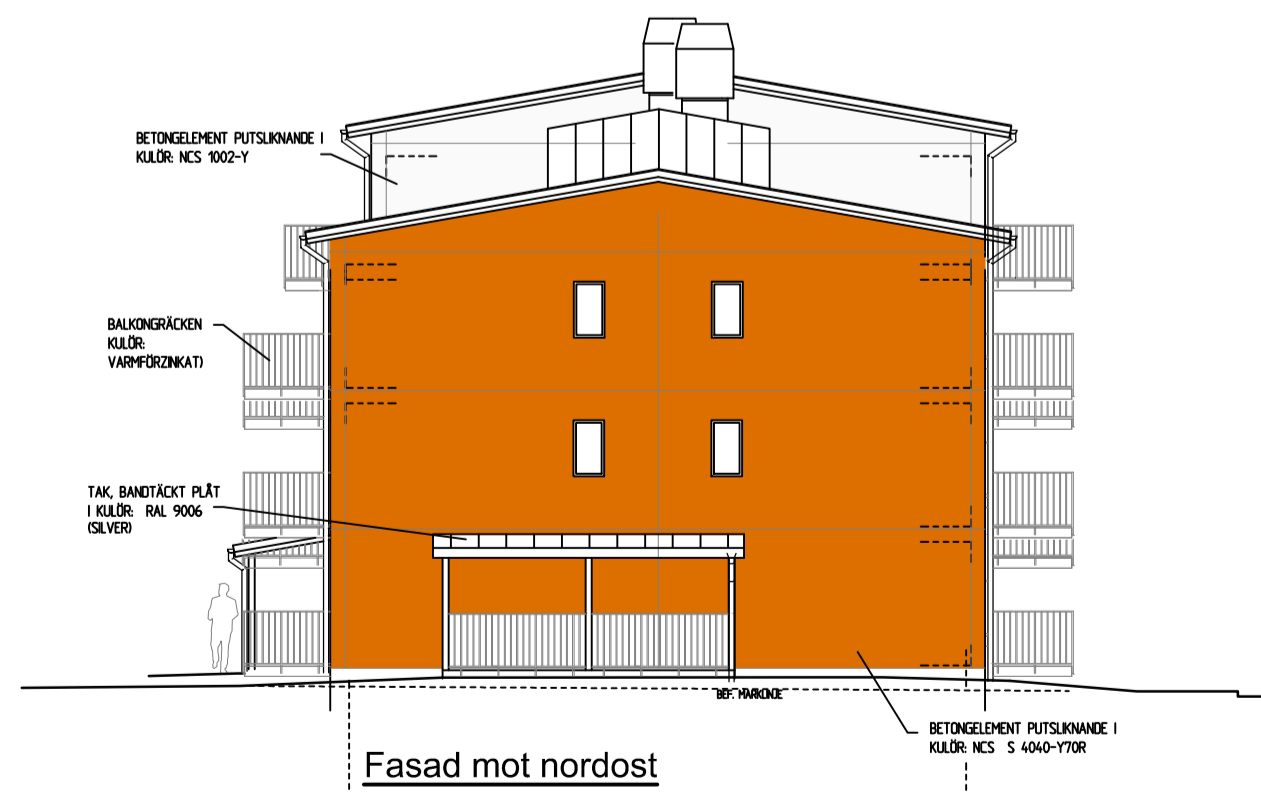 BETONGELEMENT PUTSLIKNANDE I
KULÖR: NCS 1002-Y
BALKONGRÄCKEN
KULÖR:
VARMFÖRZINKAT)
TAK, BANDTÄCKT PLÅT
I KULÖR: RAL 9006
(SILVER)
BEF. MARKLINJE
BETONGELEMENT PUTSLIKNANDE I
KULÖR: NCS S 4040-Y70R
Fasad mot nordost